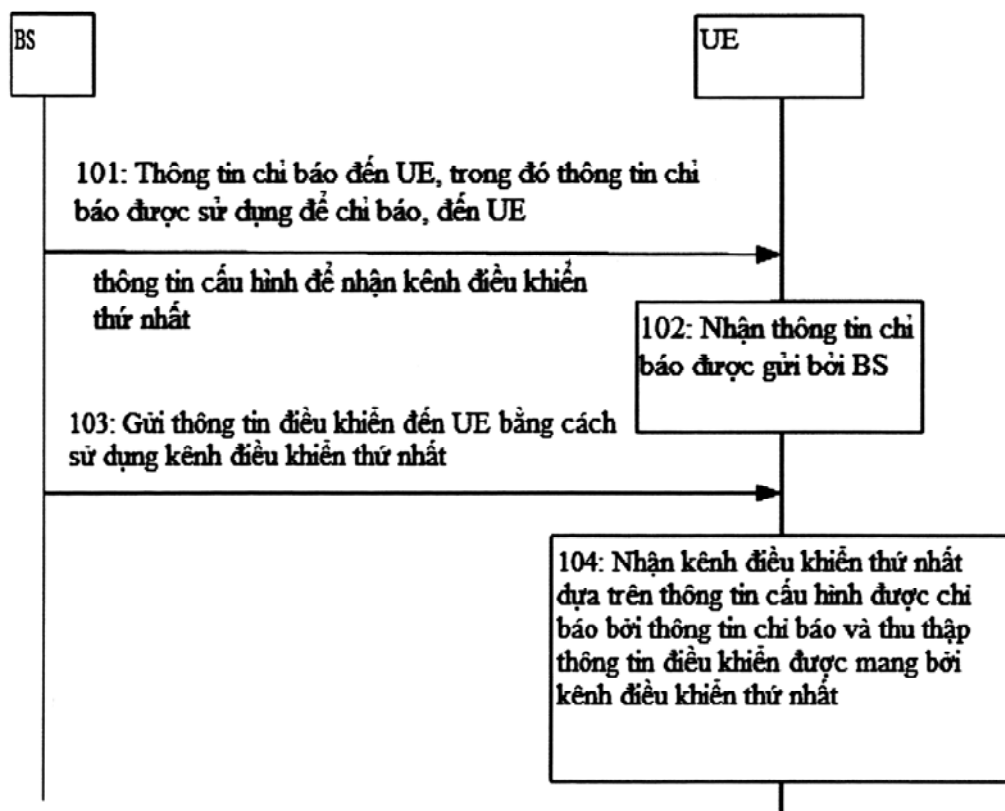 BS
UE
101: Thông tin chỉ báo đến UE, trong đó thông tin chỉ
báo được sử dụng để chỉ báo, đến UE
thông tin cấu hình để nhận kênh điều khiển
thứ nhất
102: Nhận thông tin chỉ
báo được gửi bởi BS
103: Gửi thông tin điều khiển đến UE bằng cách
sử dụng kênh điều khiển thứ nhất
104: Nhận kênh điều khiển thứ nhất
dựa trên thông tin cấu hình được chỉ
báo bởi thông tin chỉ báo và thu thập
thông tin điều khiển được mang bởi
kênh điều khiển thứ nhất